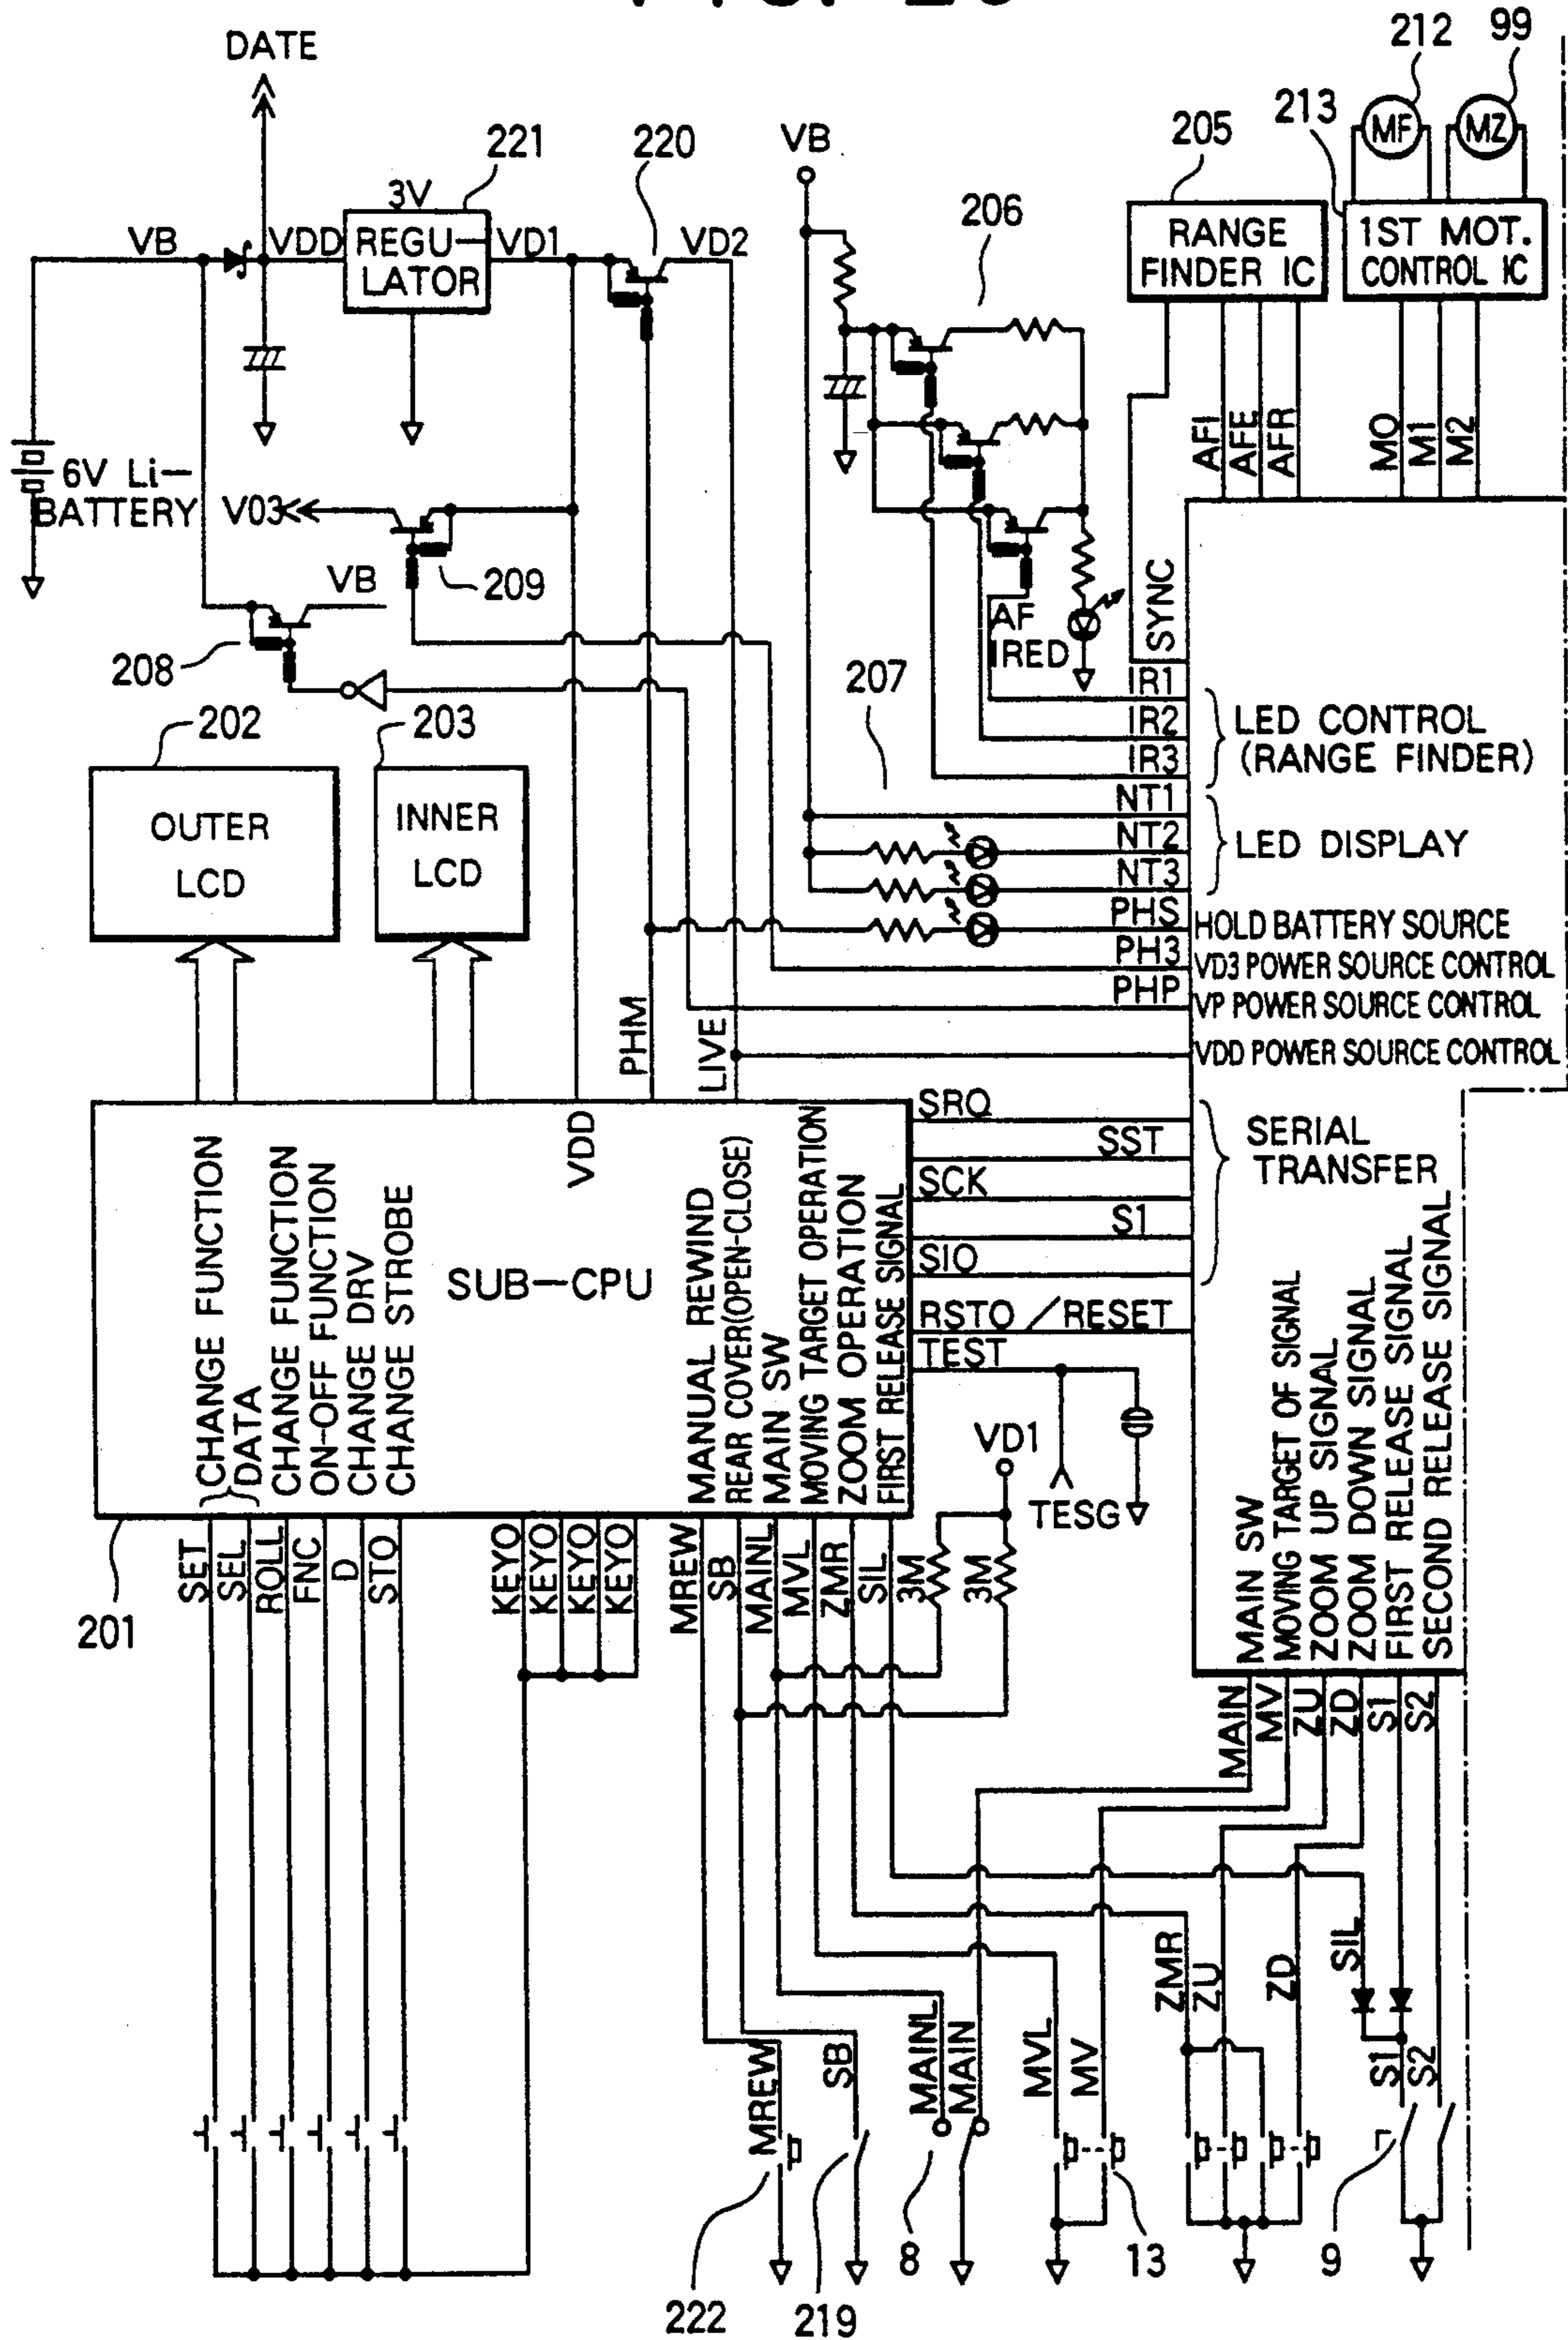 DATE
212
99
221
220
VB
205
213
MF
MZ
3V
206
VB
VDD
REGU-
LATOR
VD1
VD2
RANGE
FINDER IC
1ST MOT.
CONTROL IC
6V Li-
BATTERY
V03
AFI
AFE
AFR
MO
M1
M2
VB
209
208
AF
IRED
SYNC
207
IR1
IR2
IR3
LED CONTROL
(RANGE FINDER)
202
203
OUTER
LCD
INNER
LCD
NT1
NT2
NT3
LED DISPLAY
PHS
HOLD BATTERY SOURCE
PH3
VD3 POWER SOURCE CONTROL
PHP
VP POWER SOURCE CONTROL
PHM
LIVE
VDD POWER SOURCE CONTROL
VDD
SRQ
SST
SCK
S1
SIO
SERIAL
TRANSFER
RSTO /RESET
TEST
SUB-CPU
CHANGE FUNCTION
DATA
CHANGE FUNCTION
ON-OFF FUNCTION
CHANGE DRV
CHANGE STROBE
MANUAL REWIND
REAR COVER(OPEN-CLOSE)
MAIN SW
MOVING TARGET OPERATION
ZOOM OPERATION
FIRST RELEASE SIGNAL
VD1
TESG
MAIN SW
MOVING TARGET OF SIGNAL
ZOOM UP SIGNAL
ZOOM DOWN SIGNAL
FIRST RELEASE SIGNAL
SECOND RELEASE SIGNAL
201
SET
SEL
ROLL
FNC
D
STO
KEYO
KEYO
KEYO
KEYO
MREW
SB
MAINL
MVL
ZMR
SIL
3M
3M
MAIN
MV
ZU
ZD
S1
S2
MREW
SB
MAINL
MAIN
MVL
MV
ZMR
ZU
ZD
SIL
S1
S2
222
219
8
13
9